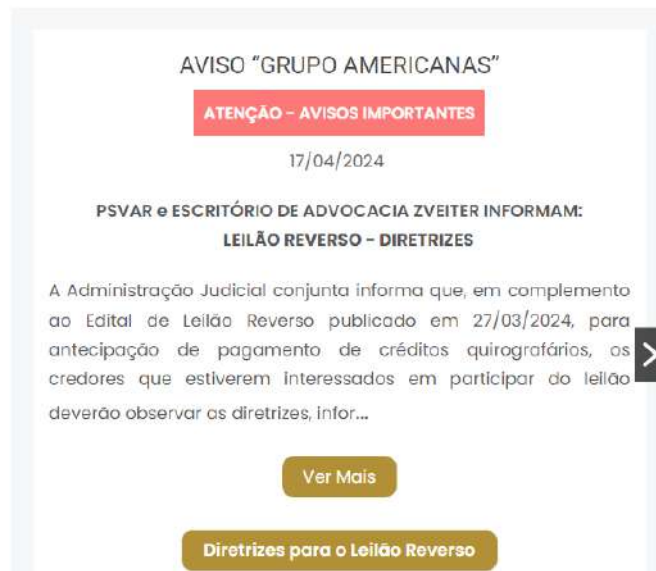 AVISO “GRUPO AMERICANAS”
ATENÇÃO - AVISOS IMPORTANTES
17/04/2024
PSVAR e ESCRITÓRIO DE ADVOCACIA ZVEITER INFORMAM:
LEILÃO REVERSO - DIRETRIZES
A Administração Judicial conjunta informa que, em complemento
ao Edital de Leilão Reverso publicado em 27/03/2024, para
antecipação de pagamento de créditos quirografários, os
credores que estiverem interessados em participar do leilão
deverão observar as diretrizes, infor...
Ver Mais
Diretrizes para o Leilão Reverso